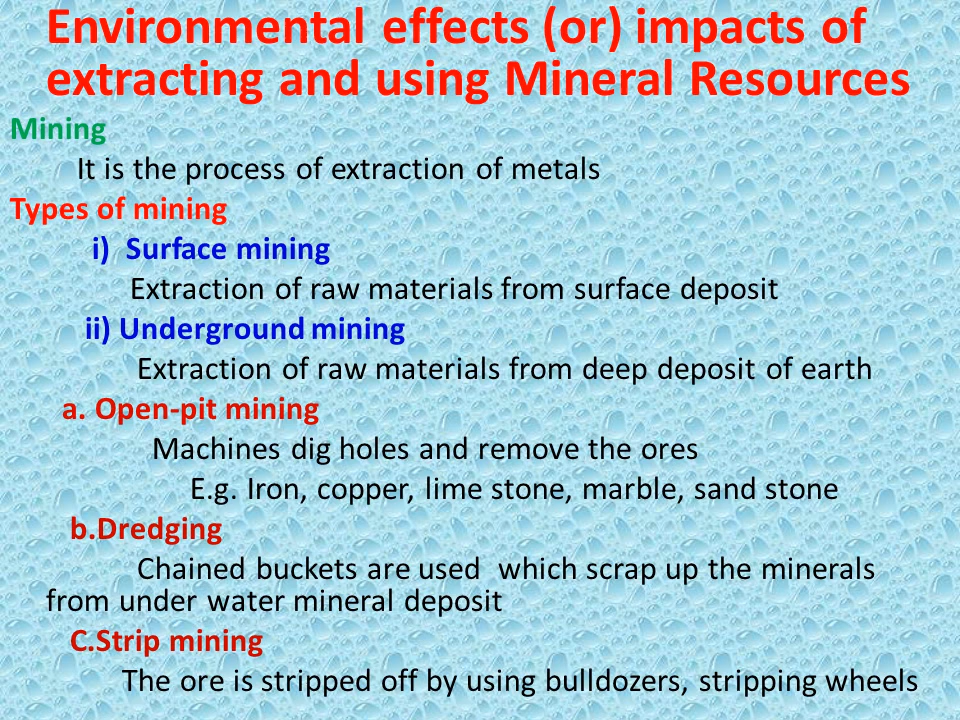 Environmental effects (or) impacts of
extracting and using Mineral Resources
Mining
It is the process of extraction of metals
Types of mining
i) Surface mining
Extraction of raw materials from surface deposit
ii) Underground mining
Extraction of raw materials from deep deposit of earth
a. Open-pit mining
Machines dig holes and remove the ores
E.g. Iron, copper, lime stone, marble, sand stone
b.Dredging
Chained buckets are used which scrap up the minerals
from under water mineral deposit
C.Strip mining
The ore is stripped off by using bulldozers, stripping wheels